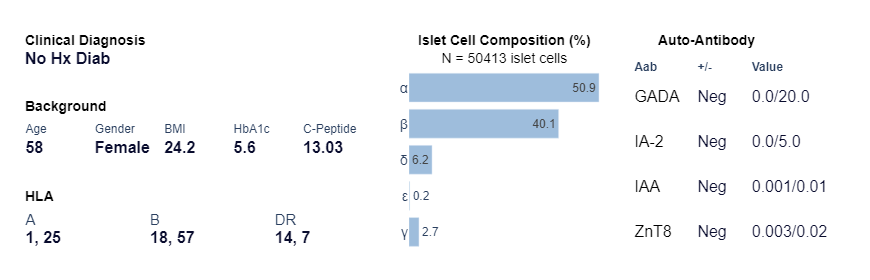 Clinical Diagnosis
No Hx Diab
Background
Age Gender BMI HbA1c C-Peptide
58 Female 24.2 5.6 13.03
HLA
A B DR
1, 25 18, 57 14, 7
Islet Cell Composition (%)
N = 50413 islet cells
α 50.9
β 40.1
δ 6.2
ε 0.2
γ 2.7
Auto-Antibody
Aab +/- Value
GADA Neg 0.0/20.0
IA-2 Neg 0.0/5.0
IAA Neg 0.001/0.01
ZnT8 Neg 0.003/0.02